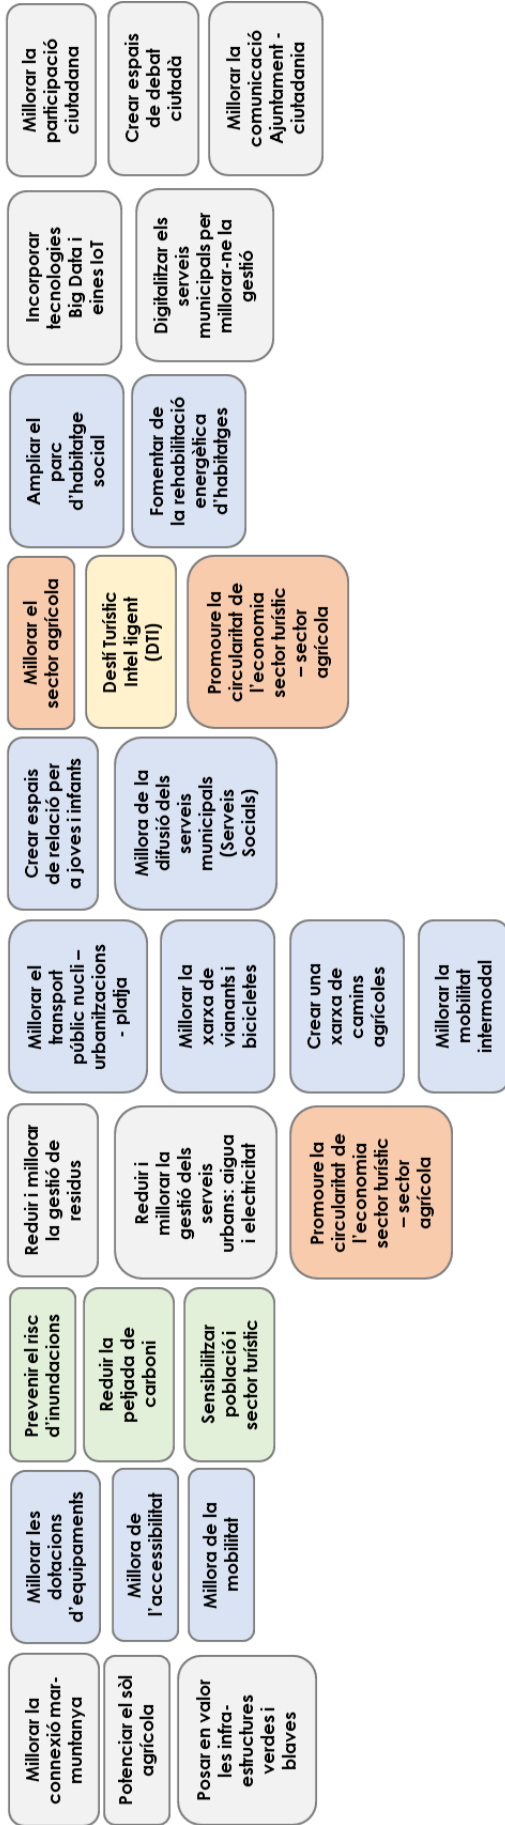 Millorar la
connexió mar-
muntanya
Potenciar el sòl
agrícola
Posar en valor
les infra-
estructures
verdes i
blaves
Millorar les
dotacions
d'equipaments
Millora de
l'accessibilitat
Millora de la
mobilitat
Prevenir el risc
d'inundacions
Reduir la
petjada de
carboni
Sensibilitzar
població i
sector turístic
Reduir i millorar
la gestió de
residus
Reduir i
millorar la
gestió dels
serveis
urbans: aigua
i electricitat
Promoure la
circularitat de
l'economia
sector turístic
– sector
agrícola
Millorar el
transport
públic nucli –
urbanitzacions
- platja
Millorar la
xarxa de
vianants i
bicicletes
Crear una
xarxa de
camins
agrícoles
Millorar la
mobilitat
intermodal
Crear espais
de relació per
a joves i infants
Millora de la
difusió dels
serveis
municipals
(Serveis
Socials)
Millorar el
sector agrícola
Destí Turístic
Intel ligent
(DTI)
Promoure la
circularitat de
l'economia
sector turístic
– sector
agrícola
Ampliar el
parc
d'habitatge
social
Fomentar de
la rehabilitació
energètica
d'habitatges
Incorporar
tecnologies
Big Data i
eines IoT
Digitalitzar els
serveis
municipals per
millorar-ne la
gestió
Millorar la
participació
ciutadana
Crear espais
de debat
ciutadà
Millorar la
comunicació
Ajuntament -
ciutadania